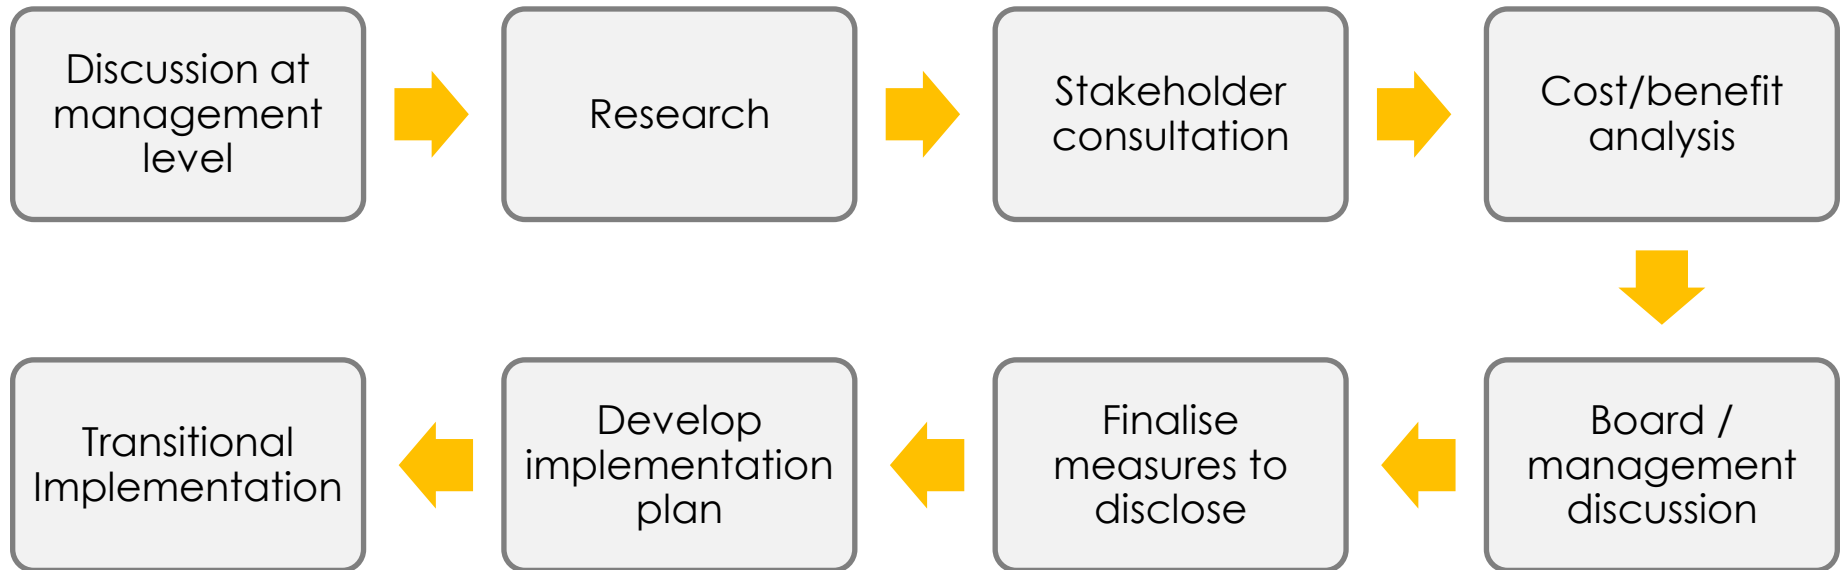 Discussion at
management
level
Research
Stakeholder
consultation
Cost/benefit
analysis
Board /
management
discussion
Finalise
measures to
disclose
Develop
implementation
plan
Transitional
Implementation